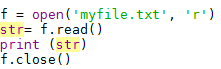 f = open('myfile.txt', 'r')
str= f.read()
print (str)
f.close()